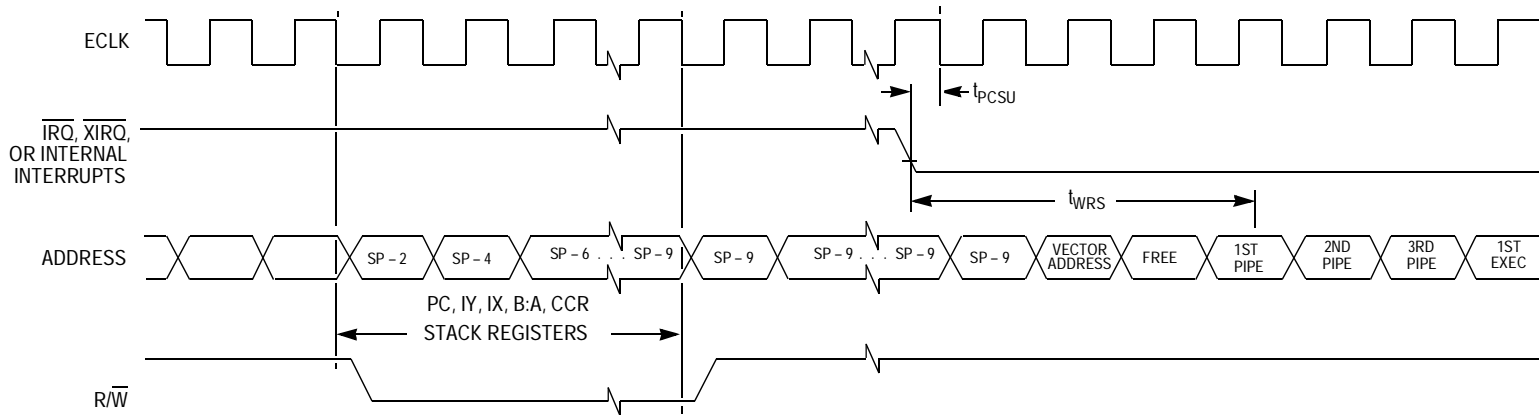 ECLK
tPCSU
IRQ, XIRQ,
OR INTERNAL
INTERRUPTS
tWRS
ADDRESS
SP – 2
SP – 4
SP – 6 . . . SP – 9
SP – 9
SP – 9 . . . SP – 9
SP – 9
VECTOR
ADDRESS
FREE
1ST
PIPE
2ND
PIPE
3RD
PIPE
1ST
EXEC
PC, IY, IX, B:A, CCR
STACK REGISTERS
R/W